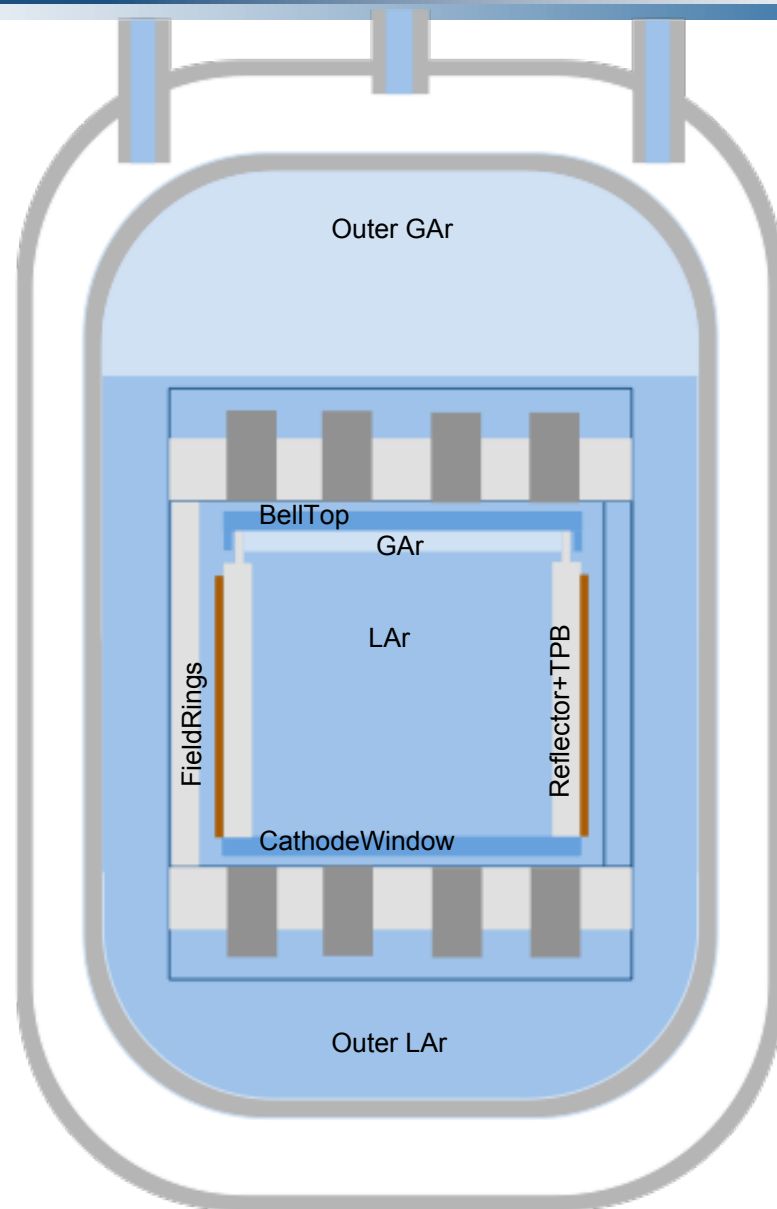 Outer GAr
BellTop
GAr
LAr
FieldRings
Reflector+TPB
CathodeWindow
Outer LAr